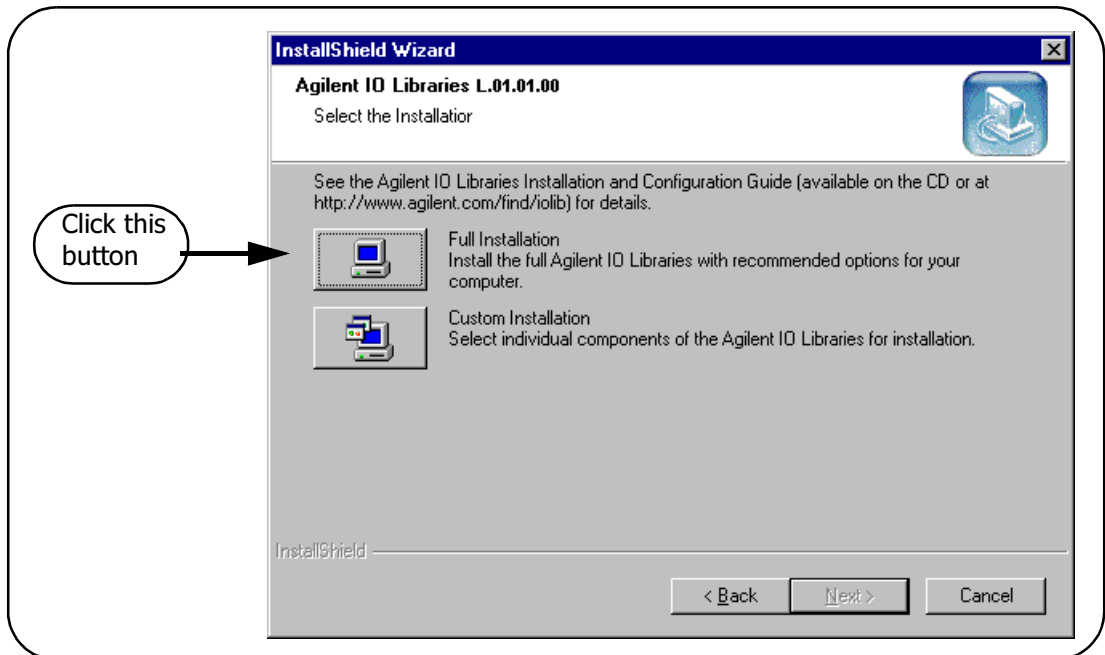 InstallShield Wizard
Agilent IO Libraries L.01.01.00
Select the Installatior
See the Agilent IO Libraries Installation and Configuration Guide (available on the CD or at
http://www.agilent.com/find/iolib) for details.
Click this
button
Full Installation
Install the full Agilent IO Libraries with recommended options for your
computer.
Custom Installation
Select individual components of the Agilent IO Libraries for installation.
InstallShield
< Back
Next >
Cancel